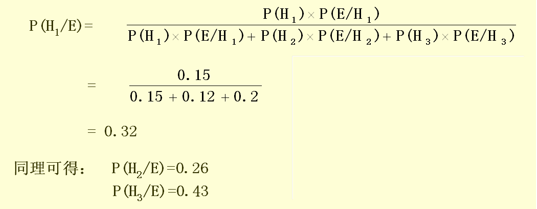 P(H₁/E)= P(H₁)×P(E/H₁)
P(H₁)×P(E/H₁)+P(H₂)×P(E/H₂)+P(H₃)×P(E/H₃)
= 0.15
0.15+0.12+0.2
= 0.32
同理可得： P(H₂/E)=0.26
P(H₃/E)=0.43